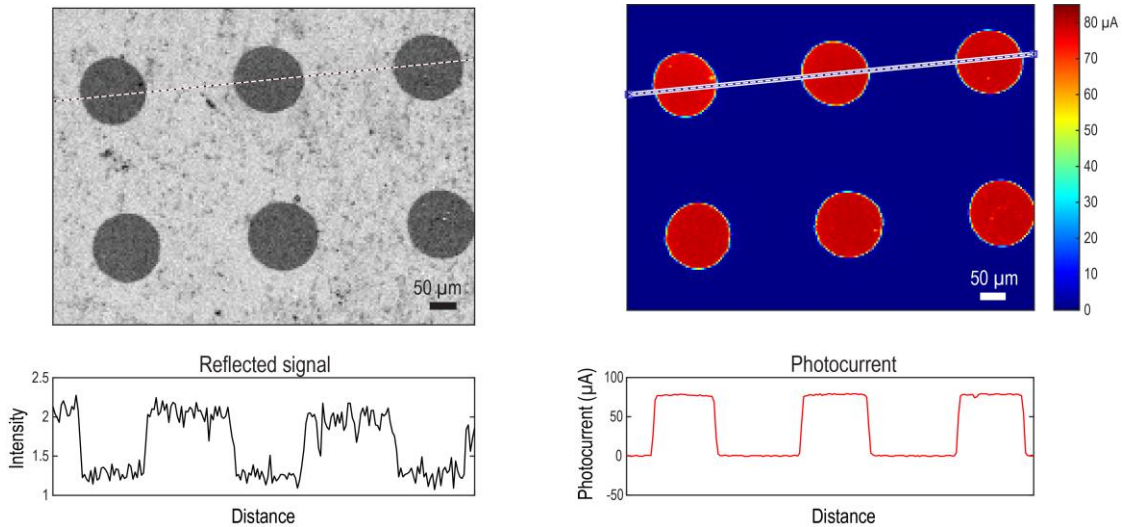 50 µm
50 µm
80 µA
70
60
50
40
30
20
10
0
Reflected signal
2.5
2
1.5
1
Intensity
Distance
Photocurrent
100
50
0
-50
Photocurrent (µA)
Distance